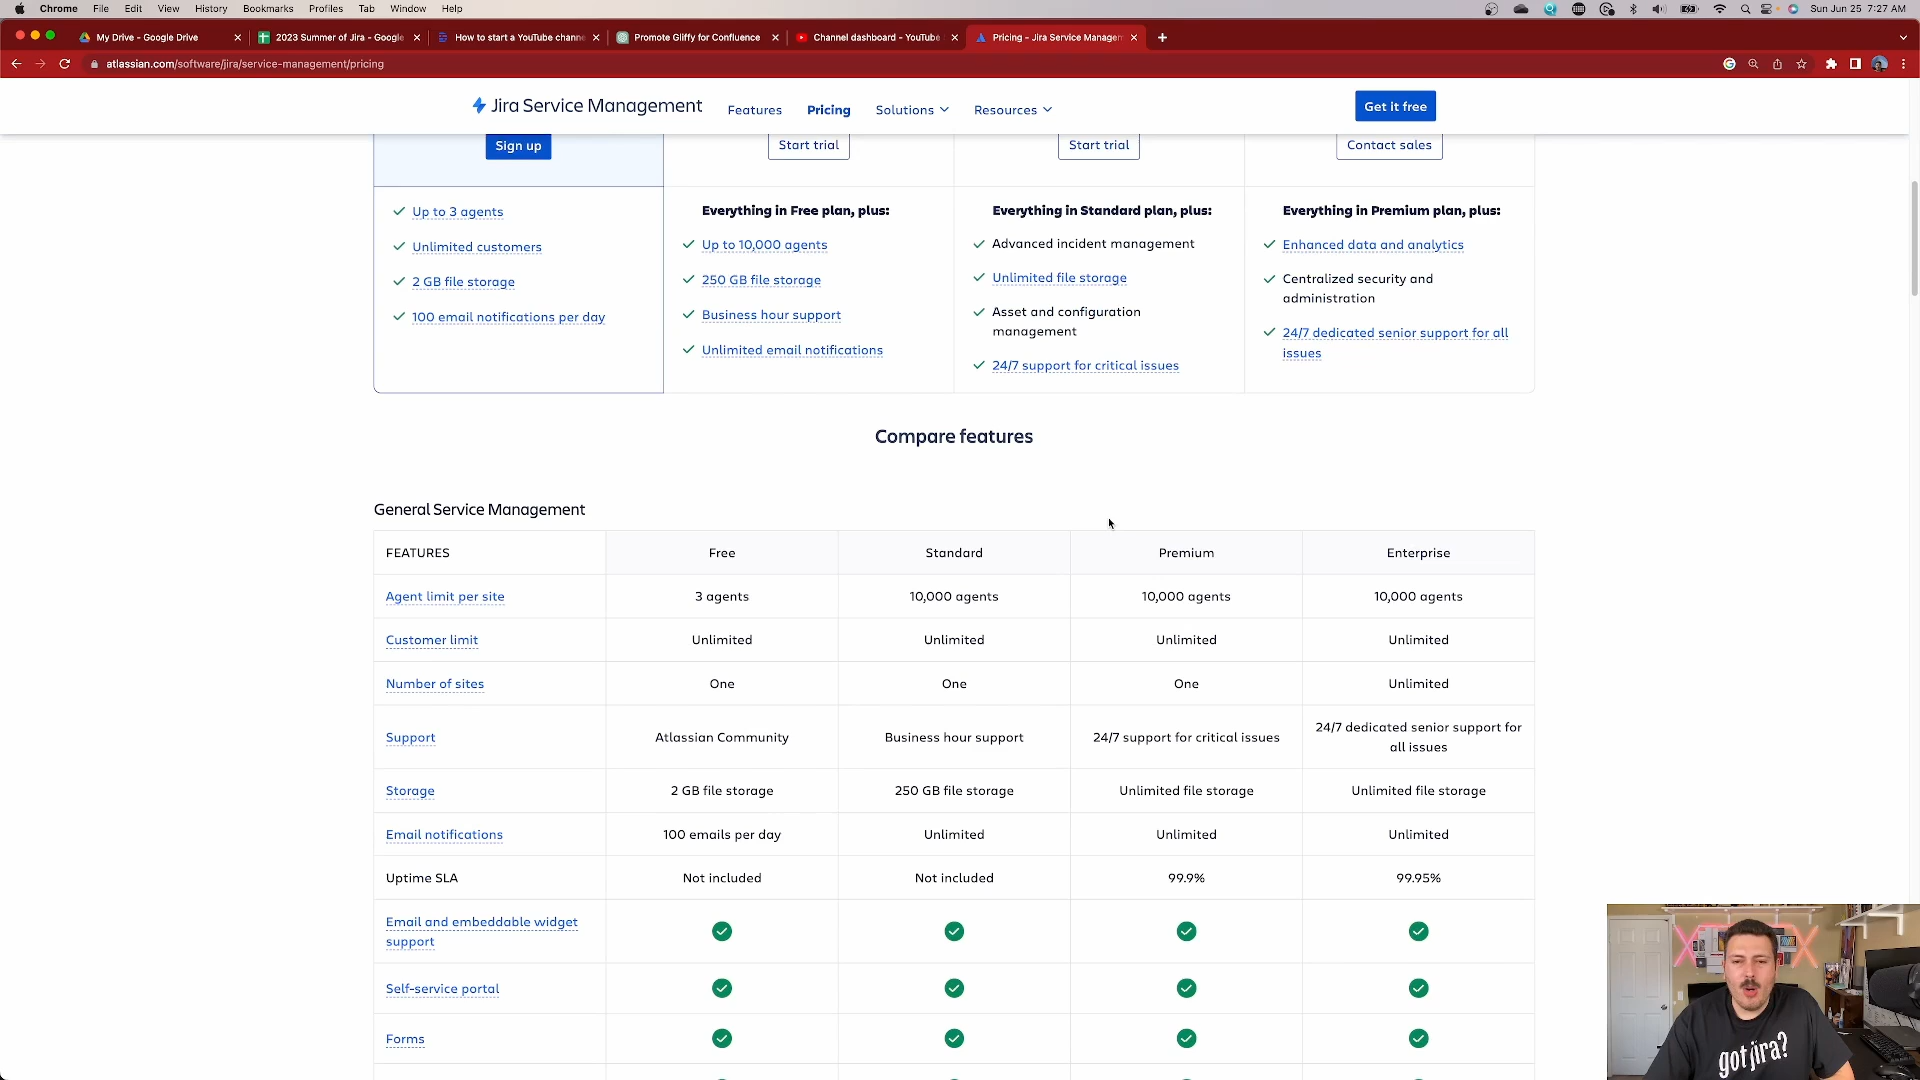 Chrome File Edit View History Bookmarks Profiles Tab Window Help Sun Jun 25 7:27 AM
My Drive - Google Drive 2023 Summer of Jira - Google How to start a YouTube chann Promote Gliffy for Confluence Channel dashboard - YouTube Pricing - Jira Service Managem
atlassian.com/software/jira/service-management/pricing
Jira Service Management Features Pricing Solutions Resources Get it free
Sign up Start trial Start trial Contact sales
Up to 3 agents
Unlimited customers
2 GB file storage
100 email notifications per day
Everything in Free plan, plus:
Up to 10,000 agents
250 GB file storage
Business hour support
Unlimited email notifications
Everything in Standard plan, plus:
Advanced incident management
Unlimited file storage
Asset and configuration
management
24/7 support for critical issues
Everything in Premium plan, plus:
Enhanced data and analytics
Centralized security and
administration
24/7 dedicated senior support for all
issues
Compare features
General Service Management
FEATURES Free Standard Premium Enterprise
Agent limit per site 3 agents 10,000 agents 10,000 agents 10,000 agents
Customer limit Unlimited Unlimited Unlimited Unlimited
Number of sites One One One Unlimited
Support Atlassian Community Business hour support 24/7 support for critical issues 24/7 dedicated senior support for
all issues
Storage 2 GB file storage 250 GB file storage Unlimited file storage Unlimited file storage
Email notifications 100 emails per day Unlimited Unlimited Unlimited
Uptime SLA Not included Not included 99.9% 99.95%
Email and embeddable widget
support
Self-service portal
Forms
got jira?